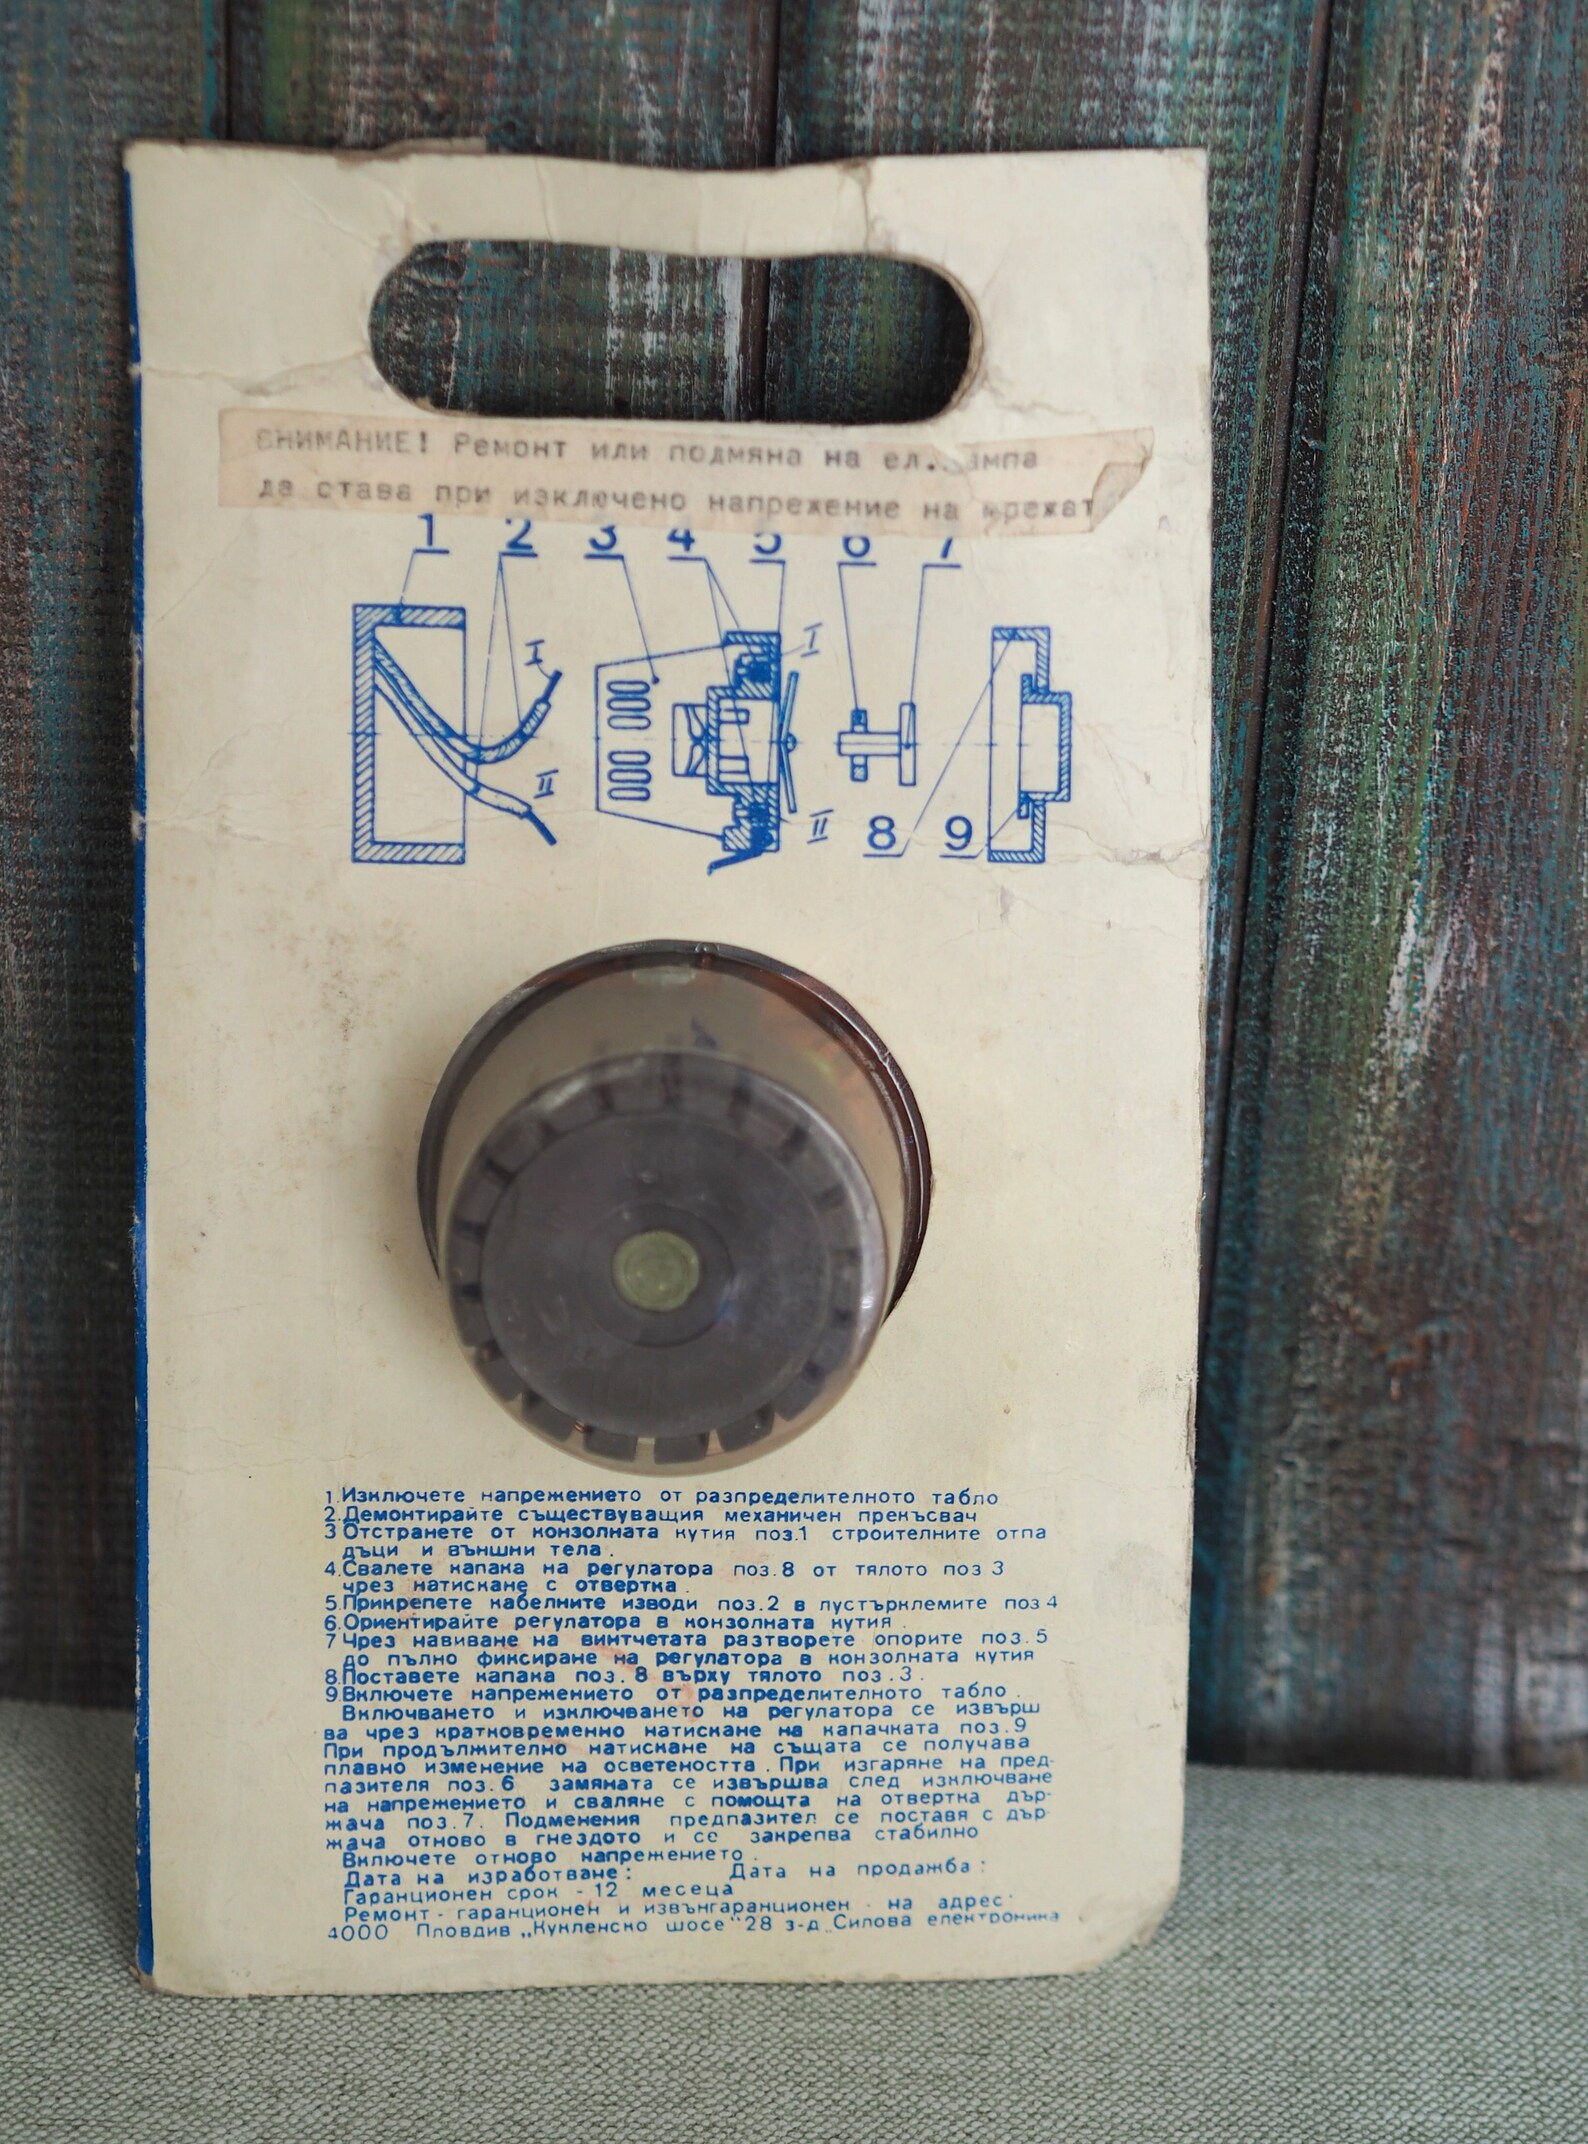 ВНИМАНИЕ! Ремонт или подмяна на ел.
да става при изключено напрежение на
1 2 3 4 5 6 7
I
I
II
II
8 9
1.Изключете напрежението от разпределителното табло
2.Демонтирайте съществуващия механичен прекъсвач
3 Отстранете от конзолната кутия поз.1 строителните отпа
дъци и външни тела.
4.Свалете капака на регулатора поз.8 от тялото поз 3
чрез натискане с отвертка.
5.Прикрепете кабелните изводи поз.2 в лустърклемите поз 4
6.Ориентирайте регулатора в конзолната кутия.
7 Чрез навиване на винтчетата разтворете опорите поз.5
до пълно фиксиране на регулатора в конзолната кутия
8.Поставете капака поз.8 върху тялото поз.3.
9.Включете напрежението от разпределителното табло.
Включването и изключването на регулатора се извърш
ва чрез кратковременно натискане на капачката поз.9
При продължително натискане на същата се получава
плавно изменение на осветеността. При изгаряне на пред-
пазителя поз.6 замяната се извършва след изключване
на напрежението и сваляне с помощта на отвертка дър-
жача поз.7. Подменения предпазител се поставя с дър
жача отново в гнездото и се закрепва стабилно
Включете отново напрежението.
Дата на изработване: Дата на продажба:
Гаранционен срок - 12 месеца
Ремонт - гаранционен и извънгаранционен - на адрес:
4000 Пловдив „Кукленско шосе" 28 з-д „Силова електроника